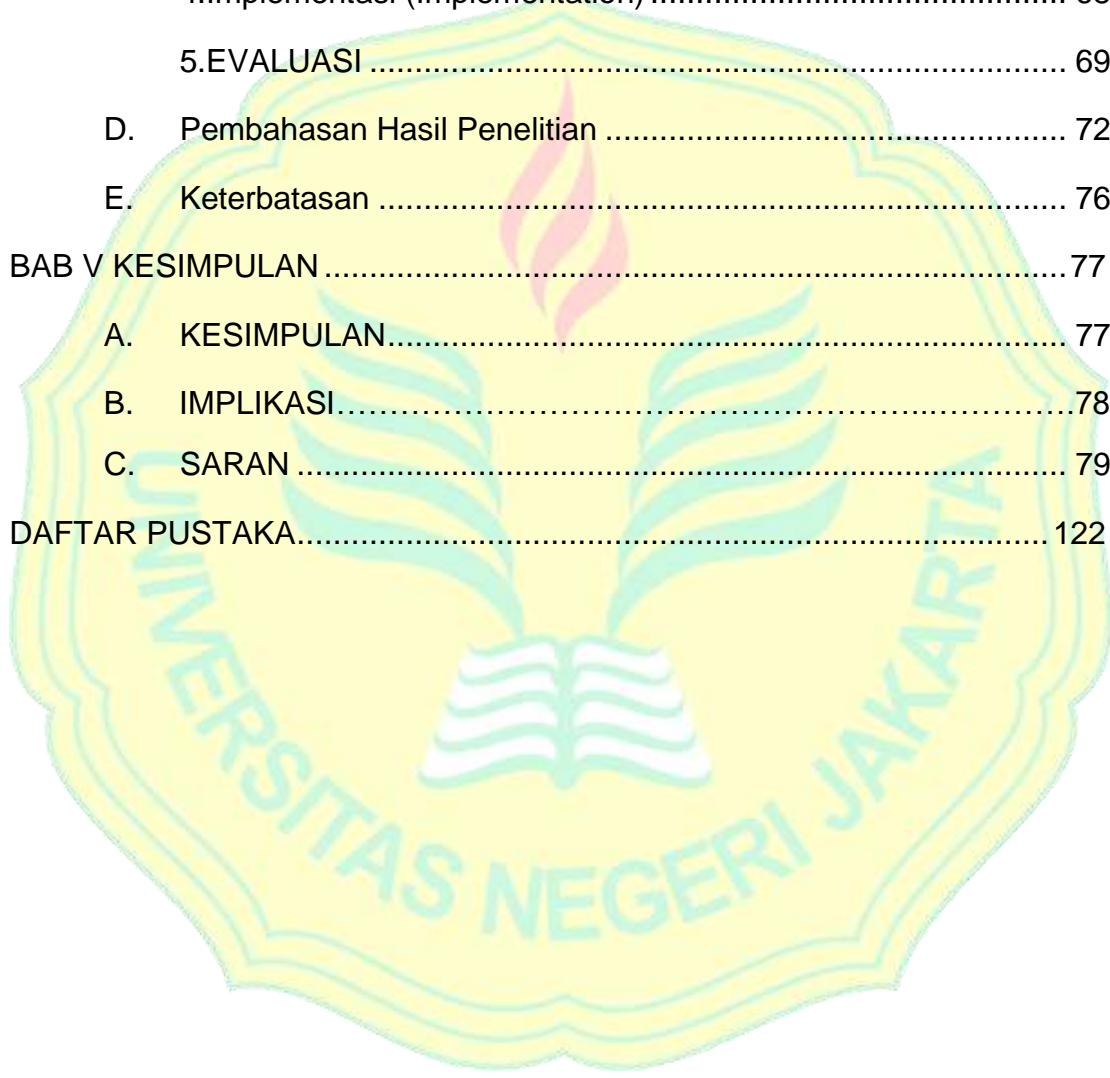 (Implementation) ........................................
5.EVALUASI ........................................ 69
D. Pembahasan Hasil Penelitian ........................................ 72
E. Keterbatasan ........................................ 76
BAB V KESIMPULAN ........................................ 77
A. KESIMPULAN ........................................ 77
B. IMPLIKASI ........................................ 78
C. SARAN ........................................ 79
DAFTAR PUSTAKA ........................................ 122
UNIVERSITAS NEGERI JAKARTA